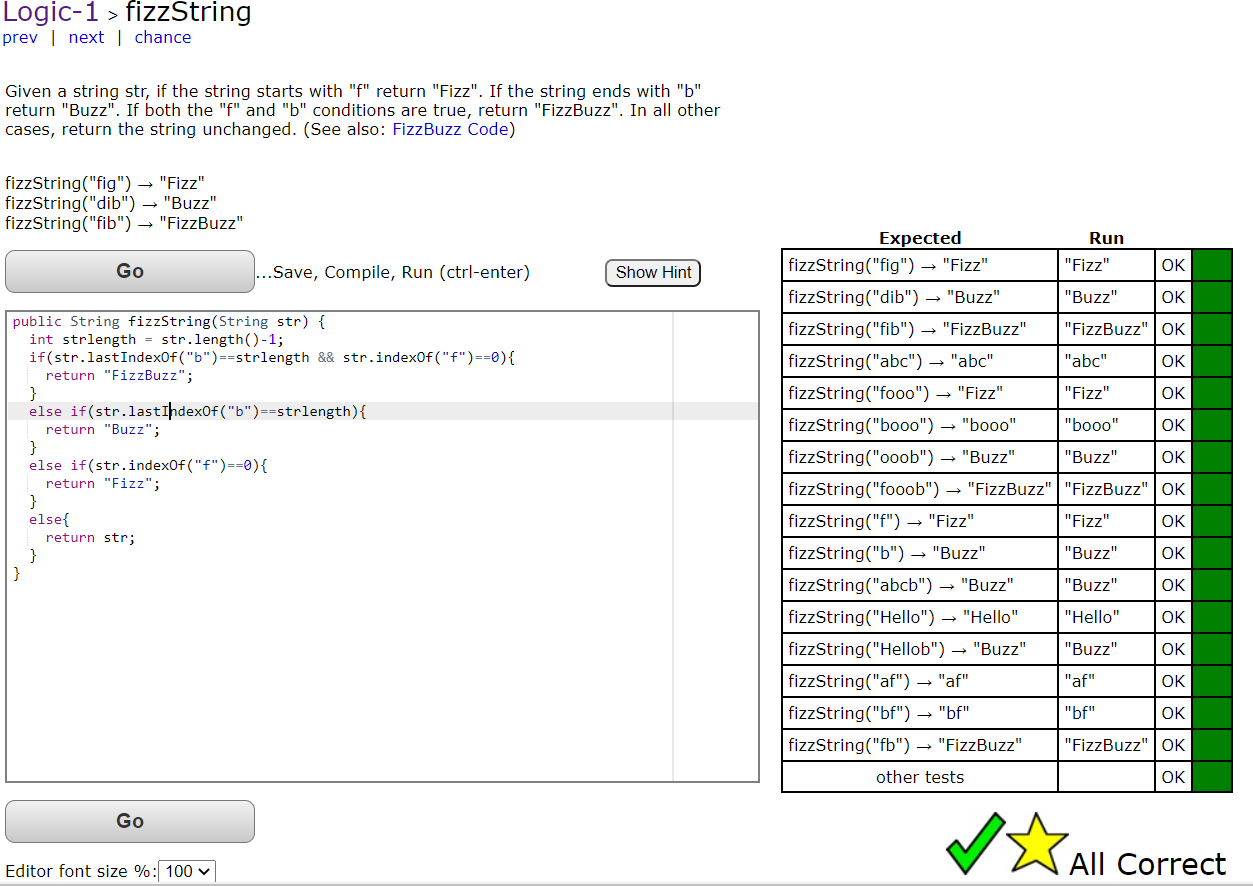 Logic-1 > fizzString
prev | next | chance
Given a string str, if the string starts with "f" return "Fizz". If the string ends with "b"
return "Buzz". If both the "f" and "b" conditions are true, return "FizzBuzz". In all other
cases, return the string unchanged. (See also: FizzBuzz Code)
fizzString("fig") → "Fizz"
fizzString("dib") → "Buzz"
fizzString("fib") → "FizzBuzz"
Go ...Save, Compile, Run (ctrl-enter) Show Hint
public String fizzString(String str) {
  int strlength = str.length()-1;
  if(str.lastIndexOf("b")==strlength && str.indexOf("f")==0){
    return "FizzBuzz";
  }
  else if(str.lastIndexOf("b")==strlength){
    return "Buzz";
  }
  else if(str.indexOf("f")==0){
    return "Fizz";
  }
  else{
    return str;
  }
}
Go
Editor font size %: 100
Expected Run
fizzString("fig") → "Fizz" "Fizz" OK
fizzString("dib") → "Buzz" "Buzz" OK
fizzString("fib") → "FizzBuzz" "FizzBuzz" OK
fizzString("abc") → "abc" "abc" OK
fizzString("fooo") → "Fizz" "Fizz" OK
fizzString("booo") → "booo" "booo" OK
fizzString("ooob") → "Buzz" "Buzz" OK
fizzString("fooob") → "FizzBuzz" "FizzBuzz" OK
fizzString("f") → "Fizz" "Fizz" OK
fizzString("b") → "Buzz" "Buzz" OK
fizzString("abcb") → "Buzz" "Buzz" OK
fizzString("Hello") → "Hello" "Hello" OK
fizzString("Hellob") → "Buzz" "Buzz" OK
fizzString("af") → "af" "af" OK
fizzString("bf") → "bf" "bf" OK
fizzString("fb") → "FizzBuzz" "FizzBuzz" OK
other tests OK
All Correct